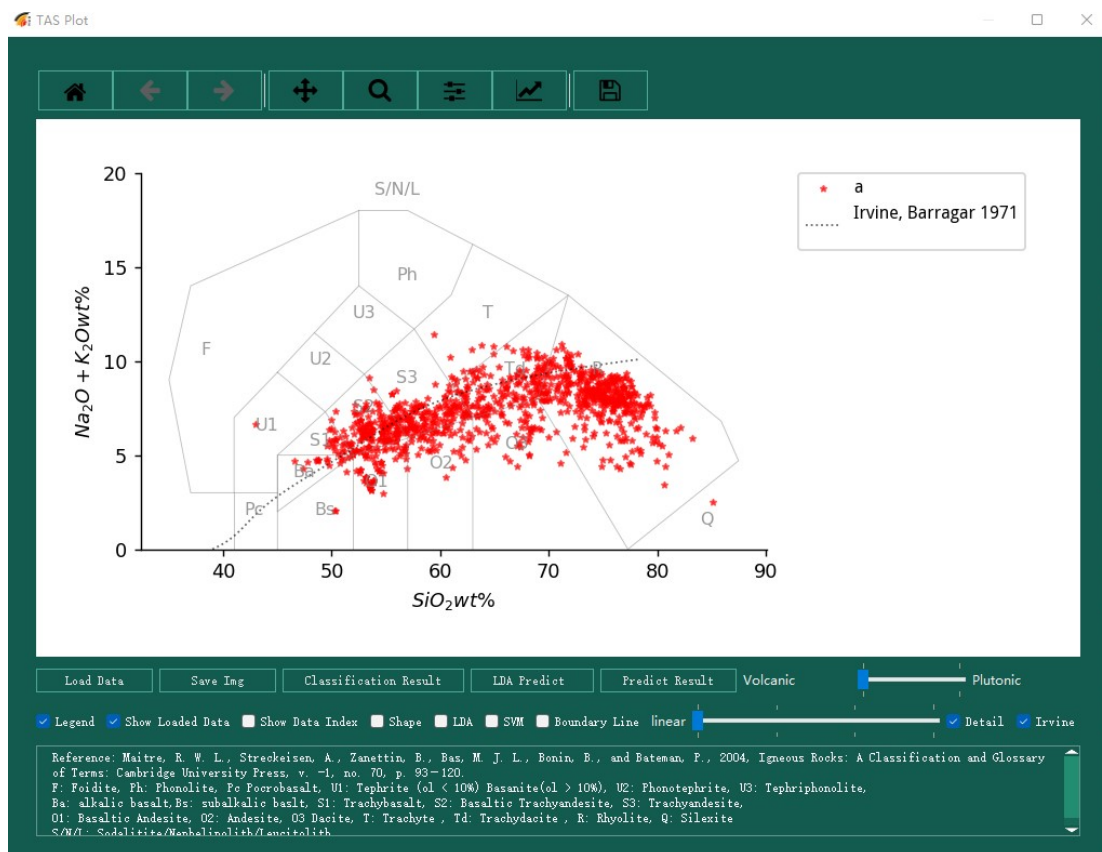 TAS Plot
20
15
10
5
0
40
50
60
70
80
90
Na₂O + K₂Owt%
SiO₂wt%
S/N/L
Ph
U3
T
F
U2
Td
R
S3
S2
U1
S1
O3
O2
Ba
O1
Pc
Bs
Q
a
Irvine, Barragar 1971
Load Data
Save Img
Classification Result
LDA Predict
Predict Result
Volcanic
Plutonic
Legend
Show Loaded Data
Show Data Index
Shape
LDA
SVM
Boundary Line
linear
Detail
Irvine
Reference: Maitre, R. W. L., Streckeisen, A., Zanettin, B., Bas, M. J. L., Bonin, B., and Bateman, P., 2004, Igneous Rocks: A Classification and Glossary
of Terms: Cambridge University Press, v. -1, no. 70, p. 93-120.
F: Foidite, Ph: Phonolite, Pc Pocrobasalt, U1: Tephrite (ol < 10%) Basanite(ol > 10%), U2: Phonotephrite, U3: Tephriphonolite,
Ba: alkalic basalt,Bs: subalkalic baslt, S1: Trachybasalt, S2: Basaltic Trachyandesite, S3: Trachyandesite,
O1: Basaltic Andesite, O2: Andesite, O3 Dacite, T: Trachyte , Td: Trachydacite , R: Rhyolite, Q: Silexite
S/N/L: Sodalitite/Nephelinolith/Leucitolith